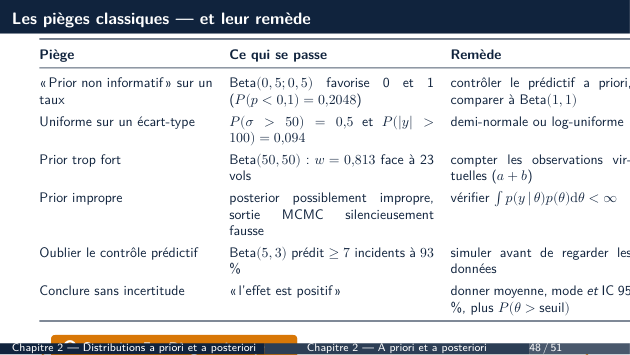 Les pièges classiques — et leur remède
Piège Ce qui se passe Remède
« Prior non informatif » sur un Beta(0,5; 0,5) favorise 0 et 1 contrôler le prédictif a priori,
taux (P(p < 0,1) = 0,2048) comparer à Beta(1, 1)
Uniforme sur un écart-type P(σ > 50) = 0,5 et P(|y| > demi-normale ou log-uniforme
100) = 0,094
Prior trop fort Beta(50, 50) : w = 0,813 face à 23 compter les observations vir-
vols tuelles (a + b)
Prior impropre posterior possiblement impropre, vérifier ∫ p(y | θ)p(θ)dθ < ∞
sortie MCMC silencieusement
fausse
Oublier le contrôle prédictif Beta(5, 3) prédit ≥ 7 incidents à 93 simuler avant de regarder les
% données
Conclure sans incertitude « l'effet est positif » donner moyenne, mode et IC 95
%, plus P(θ > seuil)
Chapitre 2 — Distributions a priori et a posteriori Chapitre 2 — A priori et a posteriori 48 / 51